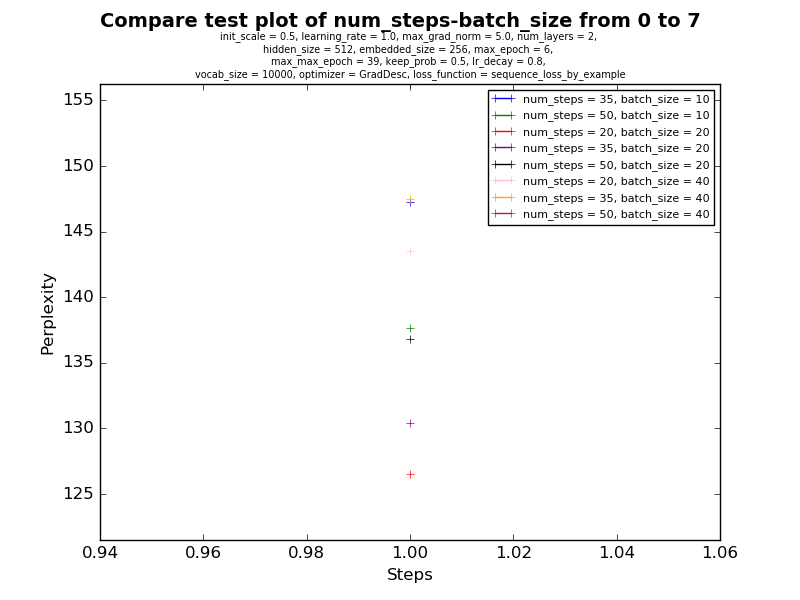 Compare test plot of num_steps-batch_size from 0 to 7
init_scale = 0.5, learning_rate = 1.0, max_grad_norm = 5.0, num_layers = 2,
hidden_size = 512, embedded_size = 256, max_epoch = 6,
max_max_epoch = 39, keep_prob = 0.5, lr_decay = 0.8,
vocab_size = 10000, optimizer = GradDesc, loss_function = sequence_loss_by_example
num_steps = 35, batch_size = 10
num_steps = 50, batch_size = 10
num_steps = 20, batch_size = 20
num_steps = 35, batch_size = 20
num_steps = 50, batch_size = 20
num_steps = 20, batch_size = 40
num_steps = 35, batch_size = 40
num_steps = 50, batch_size = 40
155
150
145
140
135
130
125
Perplexity
0.94 0.96 0.98 1.00 1.02 1.04 1.06
Steps